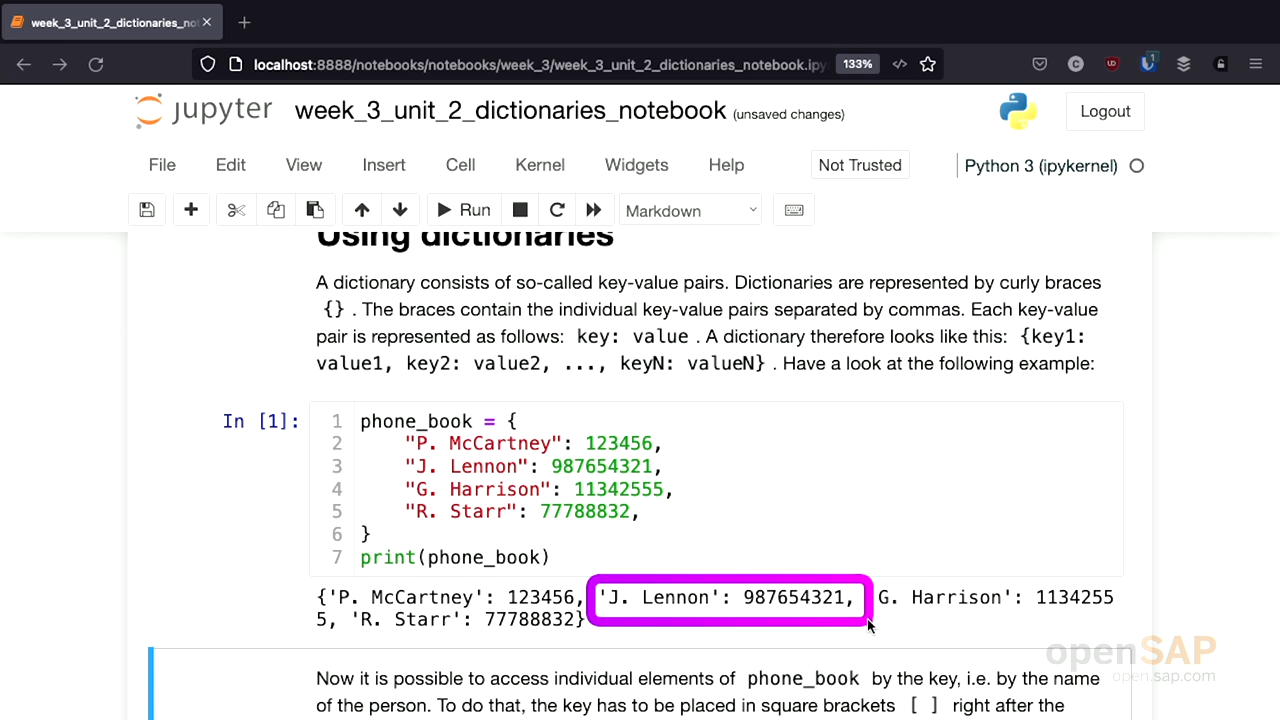 week_3_unit_2_dictionaries_no
localhost:8888/notebooks/notebooks/week_3/week_3_unit_2_dictionaries_notebook.ipy
133%
jupyter week_3_unit_2_dictionaries_notebook (unsaved changes)
Logout
File Edit View Insert Cell Kernel Widgets Help
Not Trusted
Python 3 (ipykernel)
Run
Markdown
Using dictionaries
A dictionary consists of so-called key-value pairs. Dictionaries are represented by curly braces
{} . The braces contain the individual key-value pairs separated by commas. Each key-value
pair is represented as follows: key: value . A dictionary therefore looks like this: {key1:
value1, key2: value2, ..., keyN: valueN} . Have a look at the following example:
In [1]:
1 phone_book = {
2 "P. McCartney": 123456,
3 "J. Lennon": 987654321,
4 "G. Harrison": 11342555,
5 "R. Starr": 77788832,
6 }
7 print(phone_book)
{'P. McCartney': 123456, 'J. Lennon': 987654321, G. Harrison': 1134255
5, 'R. Starr': 77788832}
openSAP
open.sap.com
Now it is possible to access individual elements of phone_book by the key, i.e. by the name
of the person. To do that, the key has to be placed in square brackets [ ] right after the